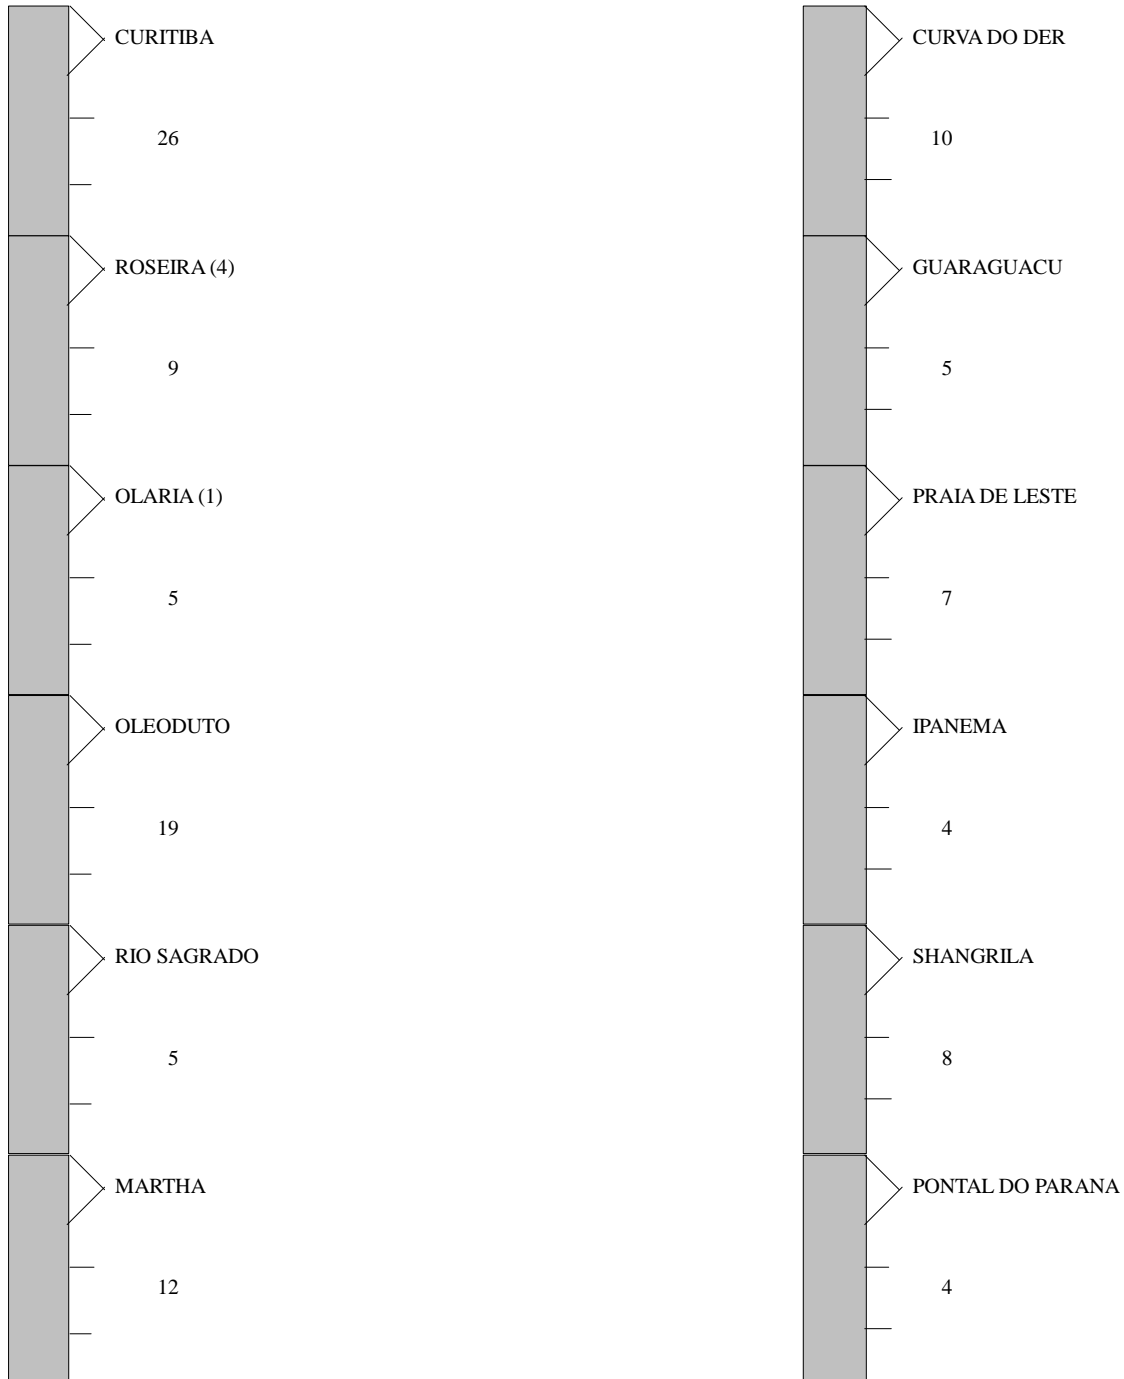 CURITIBA
26
ROSEIRA (4)
9
OLARIA (1)
5
OLEODUTO
19
RIO SAGRADO
5
MARTHA
12
CURVA DO DER
10
GUARAGUACU
5
PRAIA DE LESTE
7
IPANEMA
4
SHANGRILA
8
PONTAL DO PARANA
4